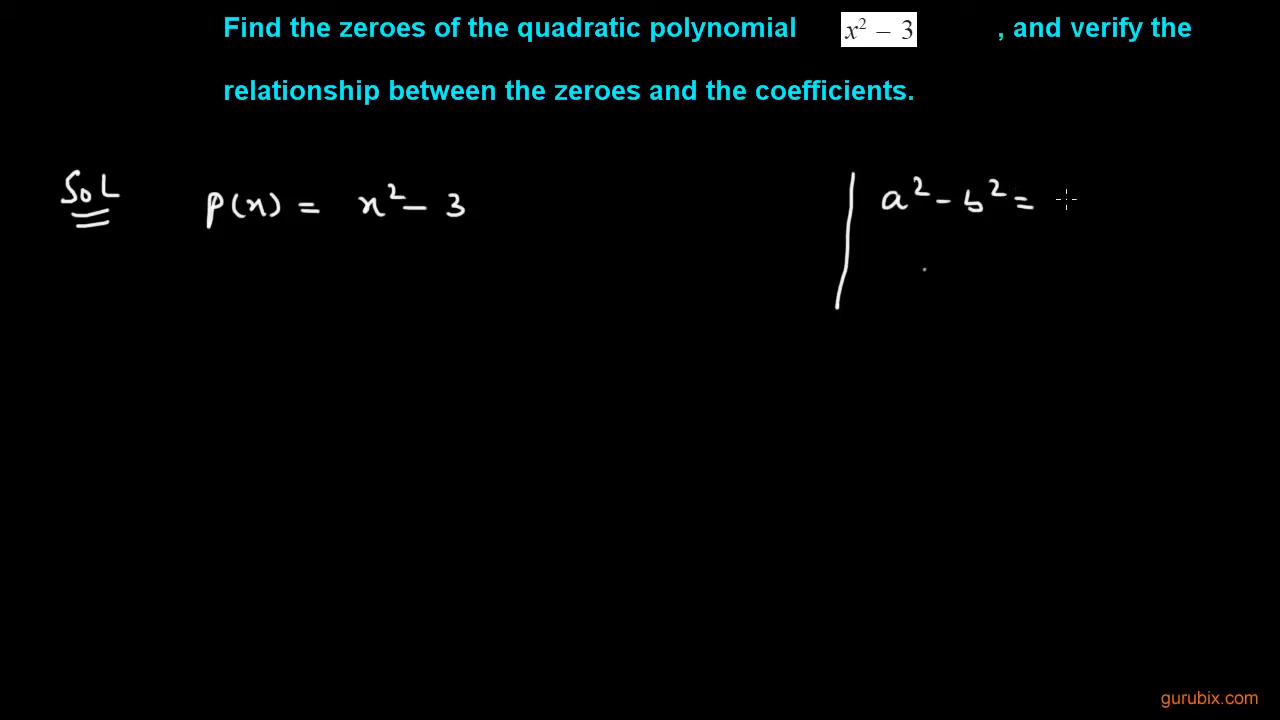 Find the zeroes of the quadratic polynomial x² − 3 , and verify the
relationship between the zeroes and the coefficients.
SoL p(x) = x² − 3
a² − b² =
gurubix.com